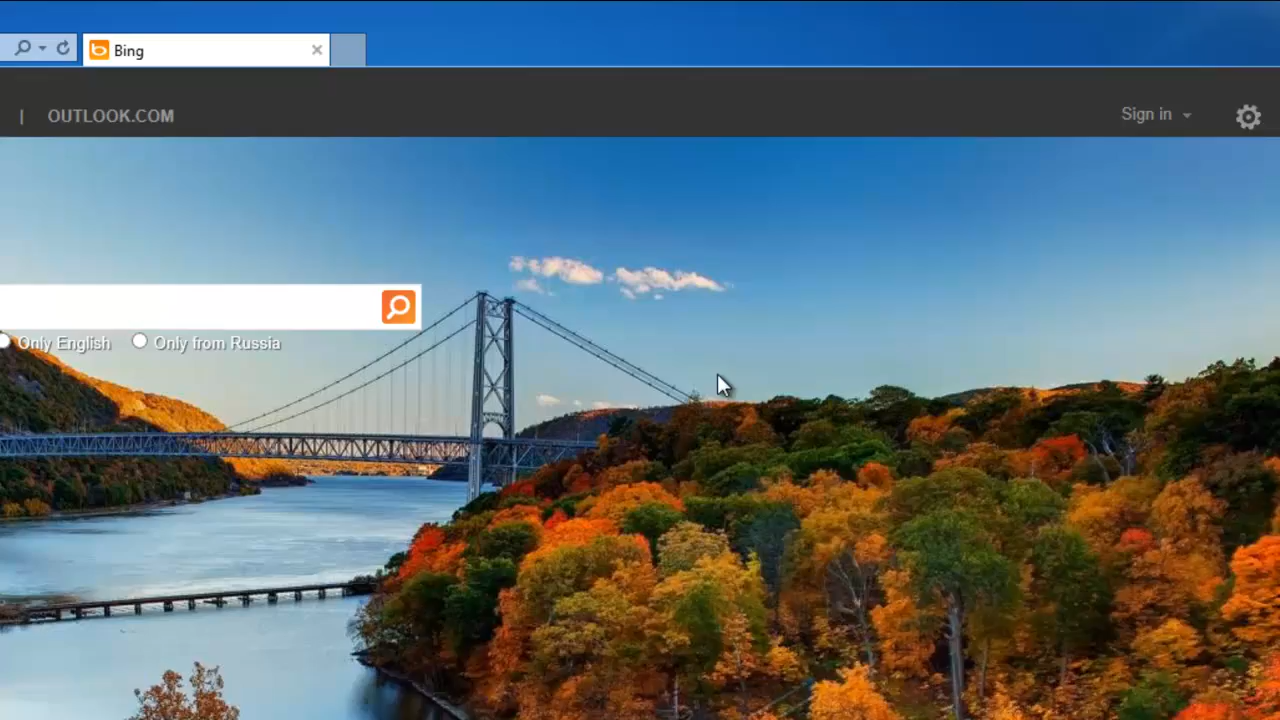 Bing
| OUTLOOK.COM
Sign in
Only English
Only from Russia